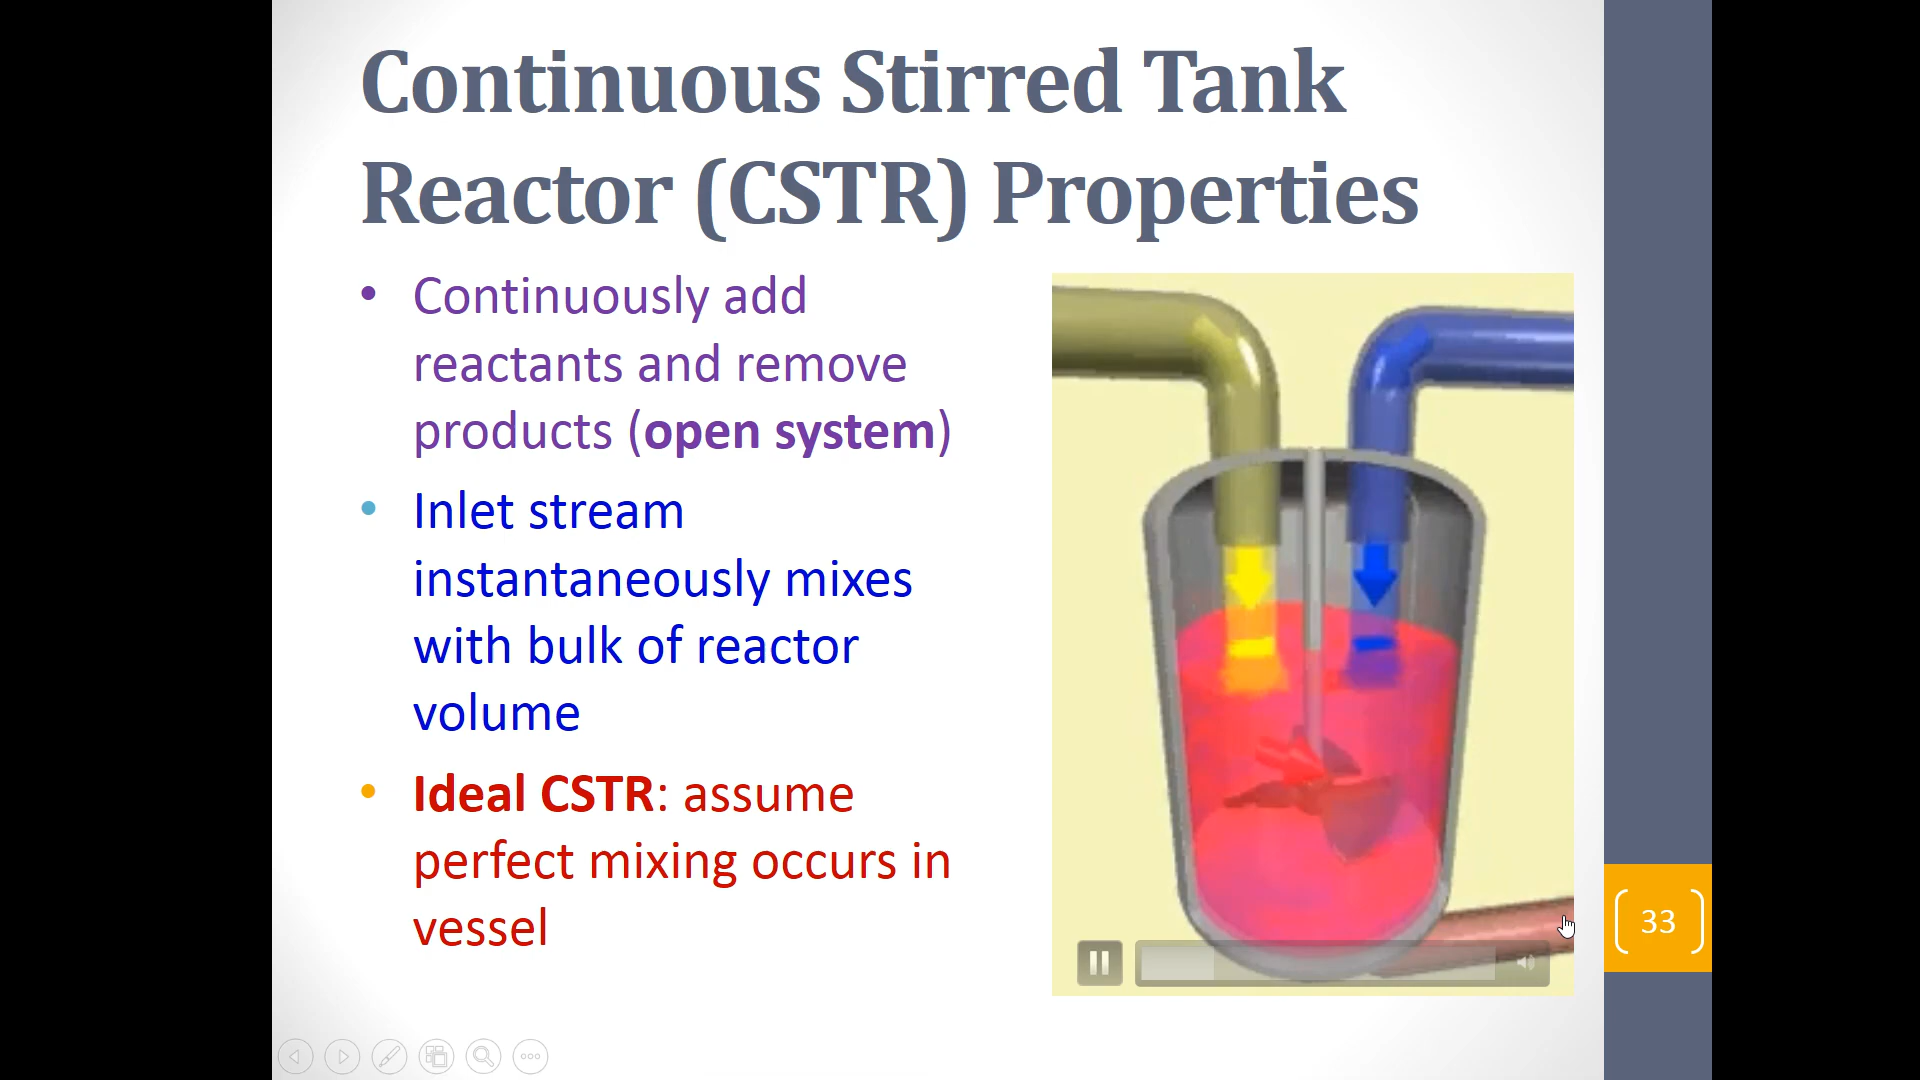 Continuous Stirred Tank
Reactor (CSTR) Properties
• Continuously add
reactants and remove
products (open system)
• Inlet stream
instantaneously mixes
with bulk of reactor
volume
• Ideal CSTR: assume
perfect mixing occurs in
vessel
33